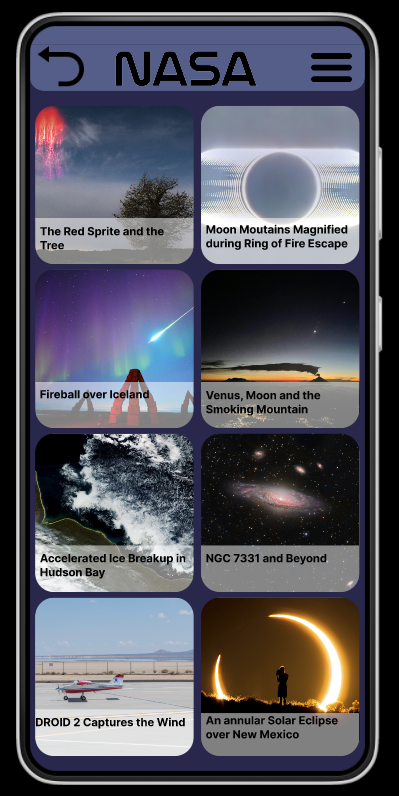 NASA
The Red Sprite and the
Tree
Moon Moutains Magnified
during Ring of Fire Escape
Fireball over Iceland
Venus, Moon and the
Smoking Mountain
Accelerated Ice Breakup in
Hudson Bay
NGC 7331 and Beyond
DROID 2 Captures the Wind
An annular Solar Eclipse
over New Mexico